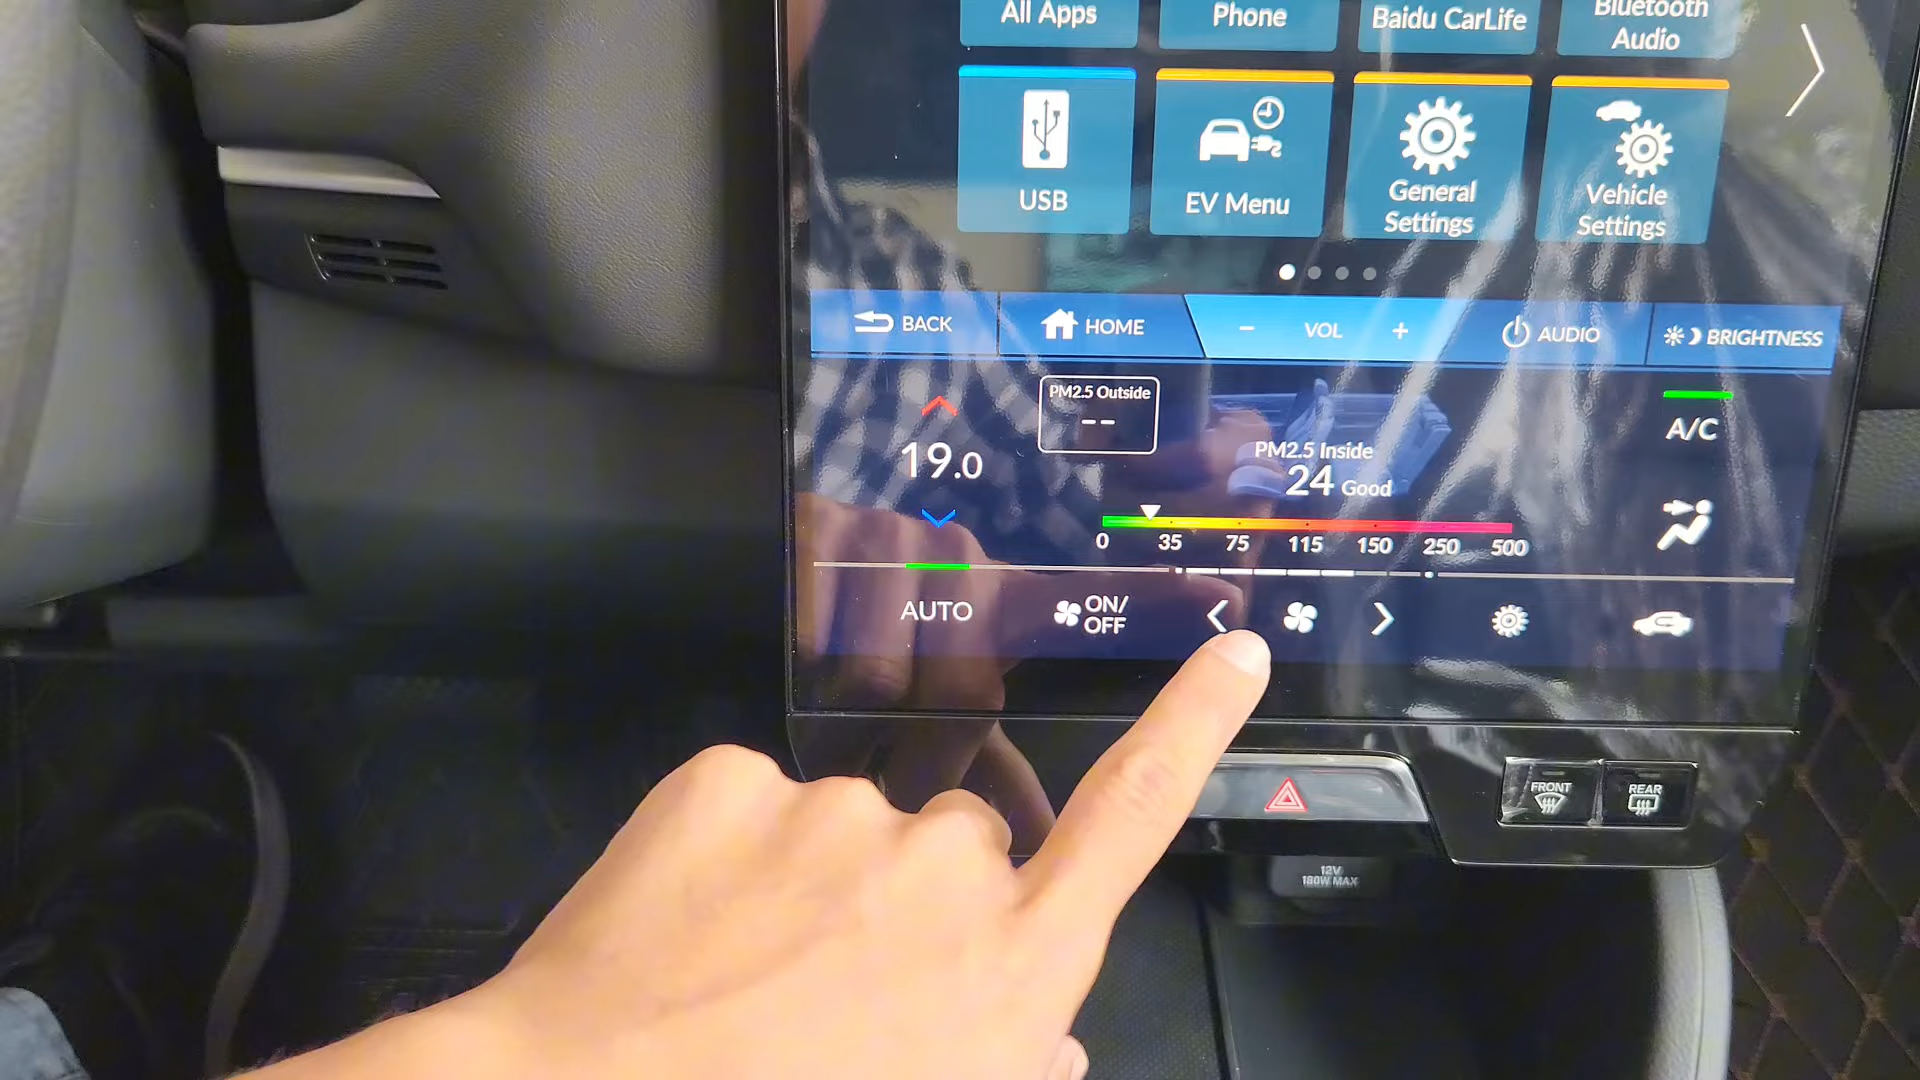 All Apps
Phone
Baidu CarLife
Bluetooth
Audio
USB
EV Menu
General
Settings
Vehicle
Settings
BACK
HOME
- VOL +
AUDIO
BRIGHTNESS
PM2.5 Outside
--
A/C
19.0
PM2.5 Inside
24 Good
0 35 75 115 150 250 500
AUTO
ON/
OFF
FRONT
REAR
12V
180W MAX